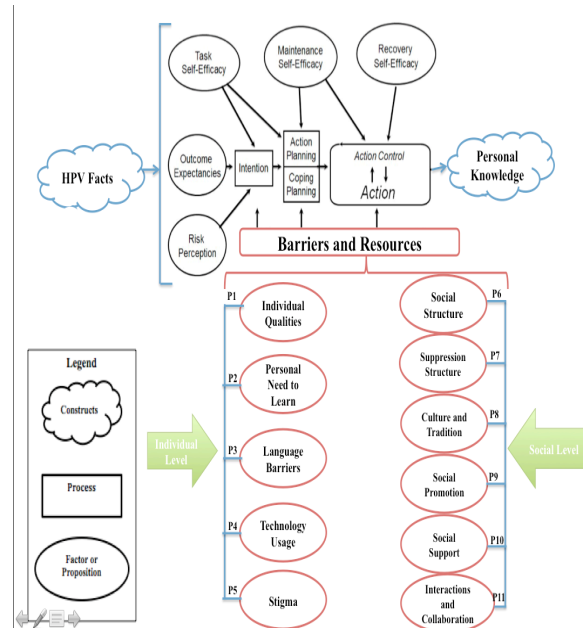 Task
Self-Efficacy
Maintenance
Self-Efficacy
Recovery
Self-Efficacy
HPV Facts
Outcome
Expectancies
Intention
Action
Planning
Coping
Planning
Action Control
Action
Personal
Knowledge
Risk
Perception
Barriers and Resources
P1
Individual
Qualities
P2
Personal
Need to
Learn
P3
Language
Barriers
P4
Technology
Usage
P5
Stigma
Social
Structure
P6
Suppression
Structure
P7
Culture and
Tradition
P8
Social
Promotion
P9
Social
Support
P10
Interactions
and
Collaboration
P11
Individual
Level
Social Level
Legend
Constructs
Process
Factor or
Proposition